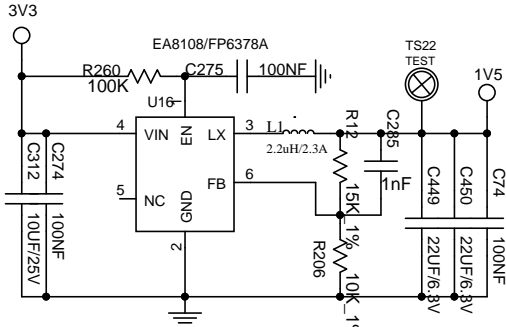 3V3
EA8108/FP6378A
TS22
TEST
1V5
R260
100K
C275
100NF
U16
4
VIN
EN
LX
3
L1
2.2uH/2.3A
R12
15K_1%
C285
1nF
5
NC
GND
FB
6
2
C312
10UF/25V
C274
100NF
R206
10K_1%
C449
22UF/6.3V
C450
22UF/6.3V
C74
100NF